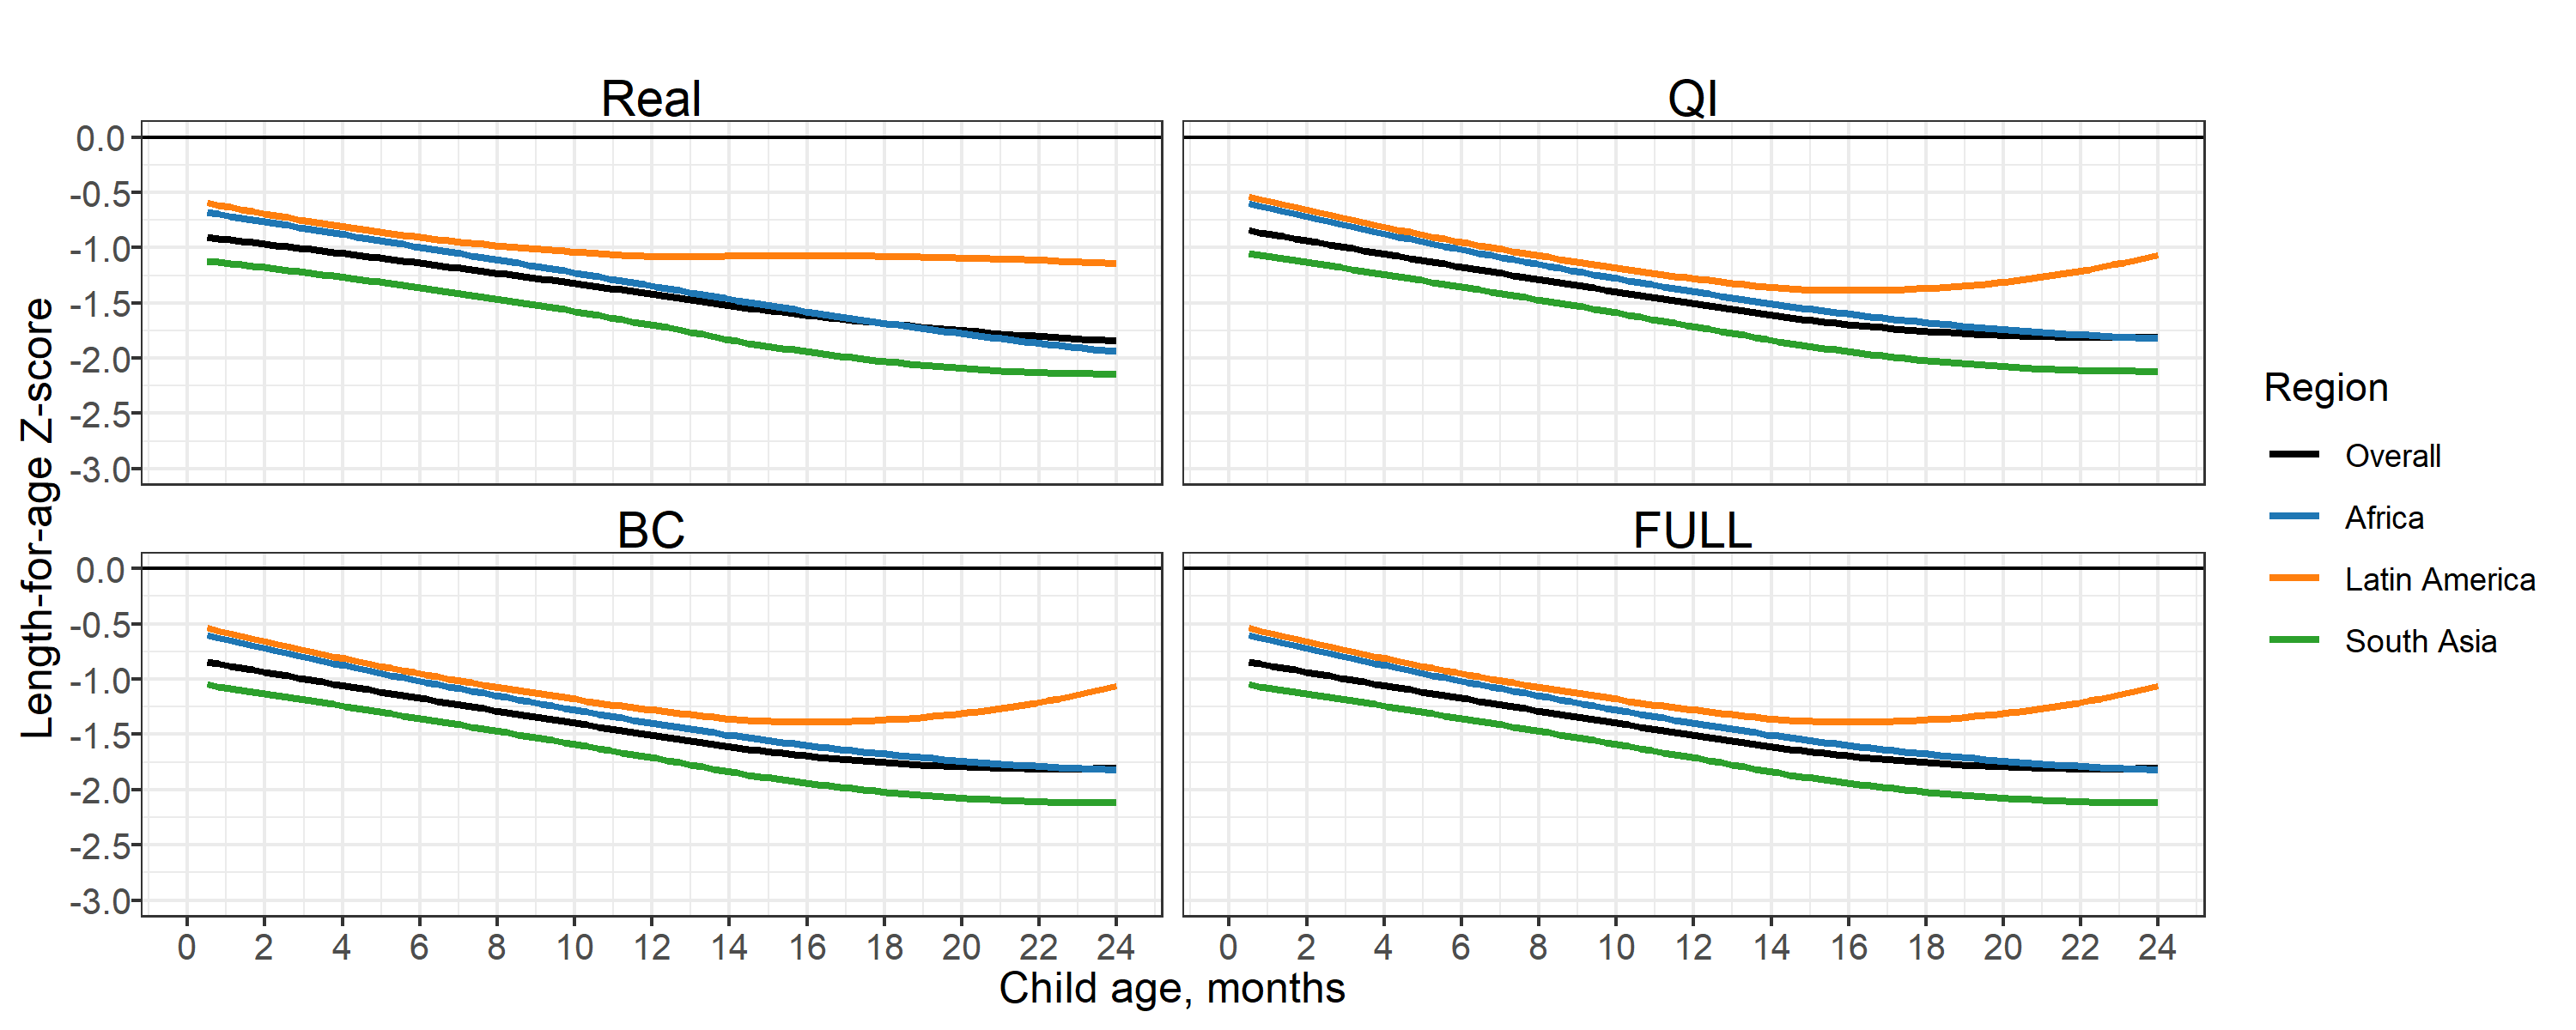 Real
QI
0.0
-0.5
-1.0
-1.5
-2.0
-2.5
-3.0
BC
FULL
0.0
-0.5
-1.0
-1.5
-2.0
-2.5
-3.0
0 2 4 6 8 10 12 14 16 18 20 22 24
0 2 4 6 8 10 12 14 16 18 20 22 24
Child age, months
Length-for-age Z-score
Region
Overall
Africa
Latin America
South Asia